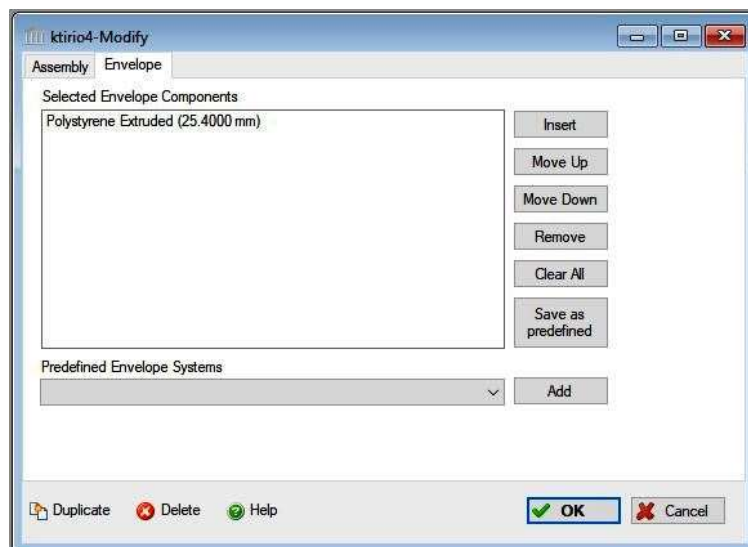 ktirio4-Modify
Assembly
Envelope
Selected Envelope Components
Polystyrene Extruded (25.4000 mm)
Insert
Move Up
Move Down
Remove
Clear All
Save as
predefined
Predefined Envelope Systems
Add
Duplicate
Delete
Help
OK
Cancel